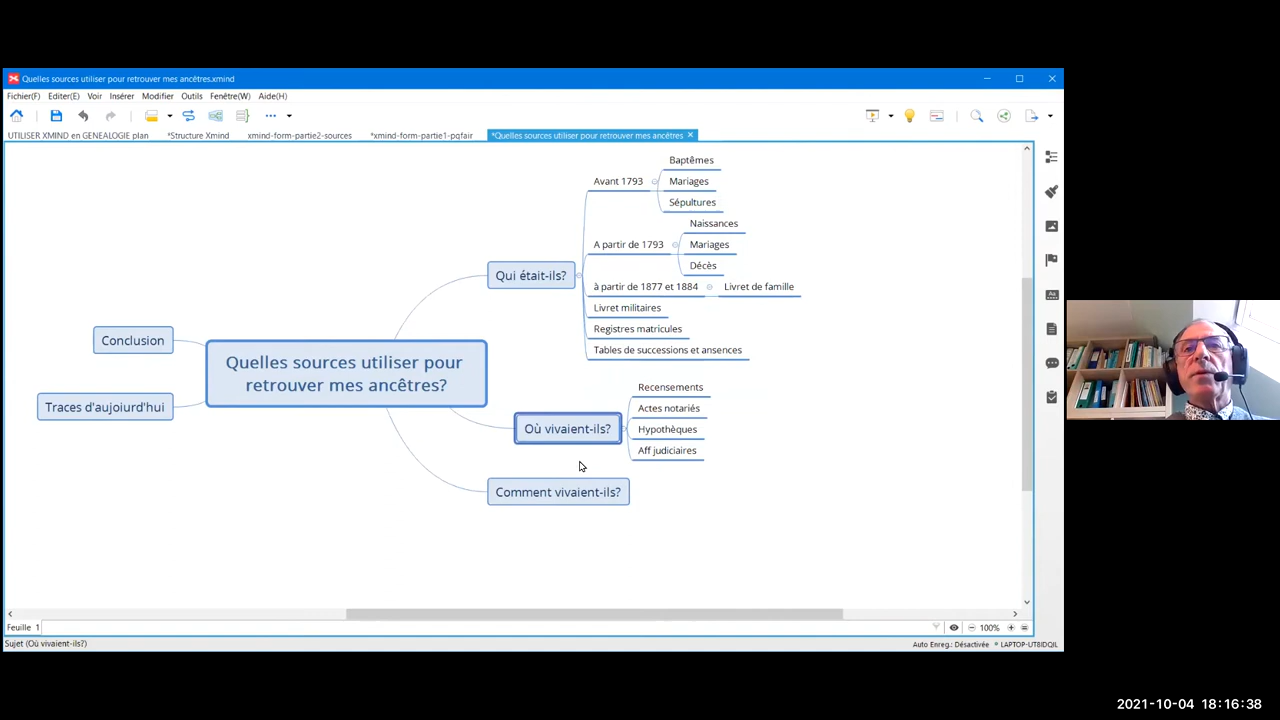 Quelles sources utiliser pour retrouver mes ancêtres.xmind
Fichier(F) Editer(E) Voir Insérer Modifier Outils Fenêtre(W) Aide(H)
UTILISER XMIND en GENEALOGIE plan *Structure Xmind xmind-form-partie2-sources *xmind-form-partie1-pqfair *Quelles sources utiliser pour retrouver mes ancêtres
Baptêmes
Avant 1793
Mariages
Sépultures
Naissances
A partir de 1793
Mariages
Décès
Qui était-ils?
à partir de 1877 et 1884
Livret de famille
Livret militaires
Registres matricules
Tables de successions et ansences
Conclusion
Quelles sources utiliser pour
retrouver mes ancêtres?
Traces d'aujoiurd'hui
Recensements
Actes notariés
Où vivaient-ils?
Hypothèques
Aff judiciaires
Comment vivaient-ils?
Feuille 1
100%
Sujet (Où vivaient-ils?)
Auto Enreg.: Désactivée
LAPTOP-UT8IDQIL
2021-10-04 18:16:38